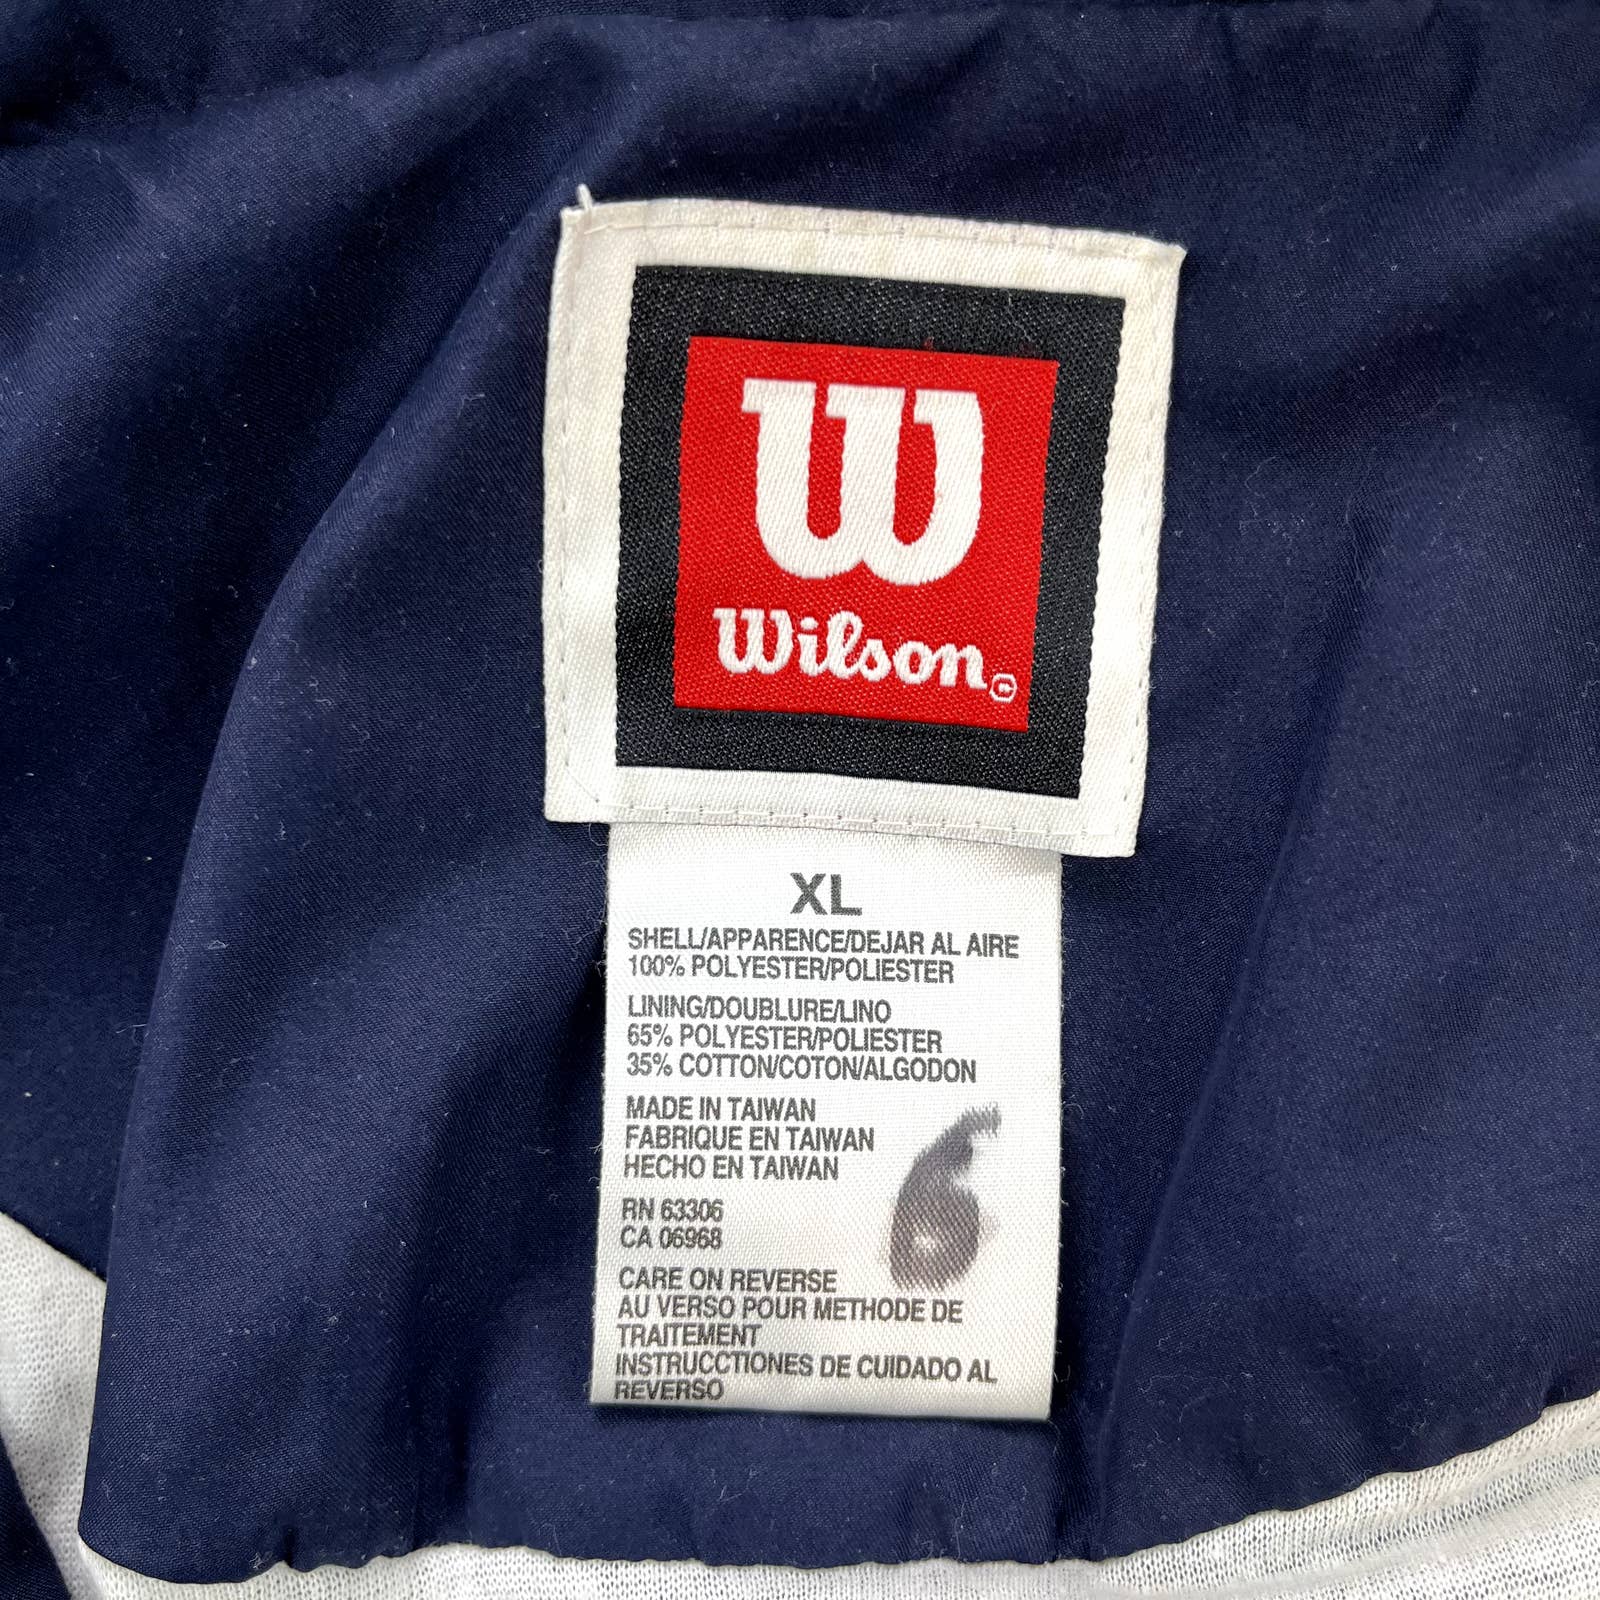 W
Wilson©
XL
SHELL/APPARENCE/DEJAR AL AIRE
100% POLYESTER/POLIESTER
LINING/DOUBLURE/LINO
65% POLYESTER/POLIESTER
35% COTTON/COTON/ALGODON
MADE IN TAIWAN
FABRIQUE EN TAIWAN
HECHO EN TAIWAN
6
RN 63306
CA 06968
CARE ON REVERSE
AU VERSO POUR METHODE DE
TRAITEMENT
INSTRUCCTIONES DE CUIDADO AL
REVERSO